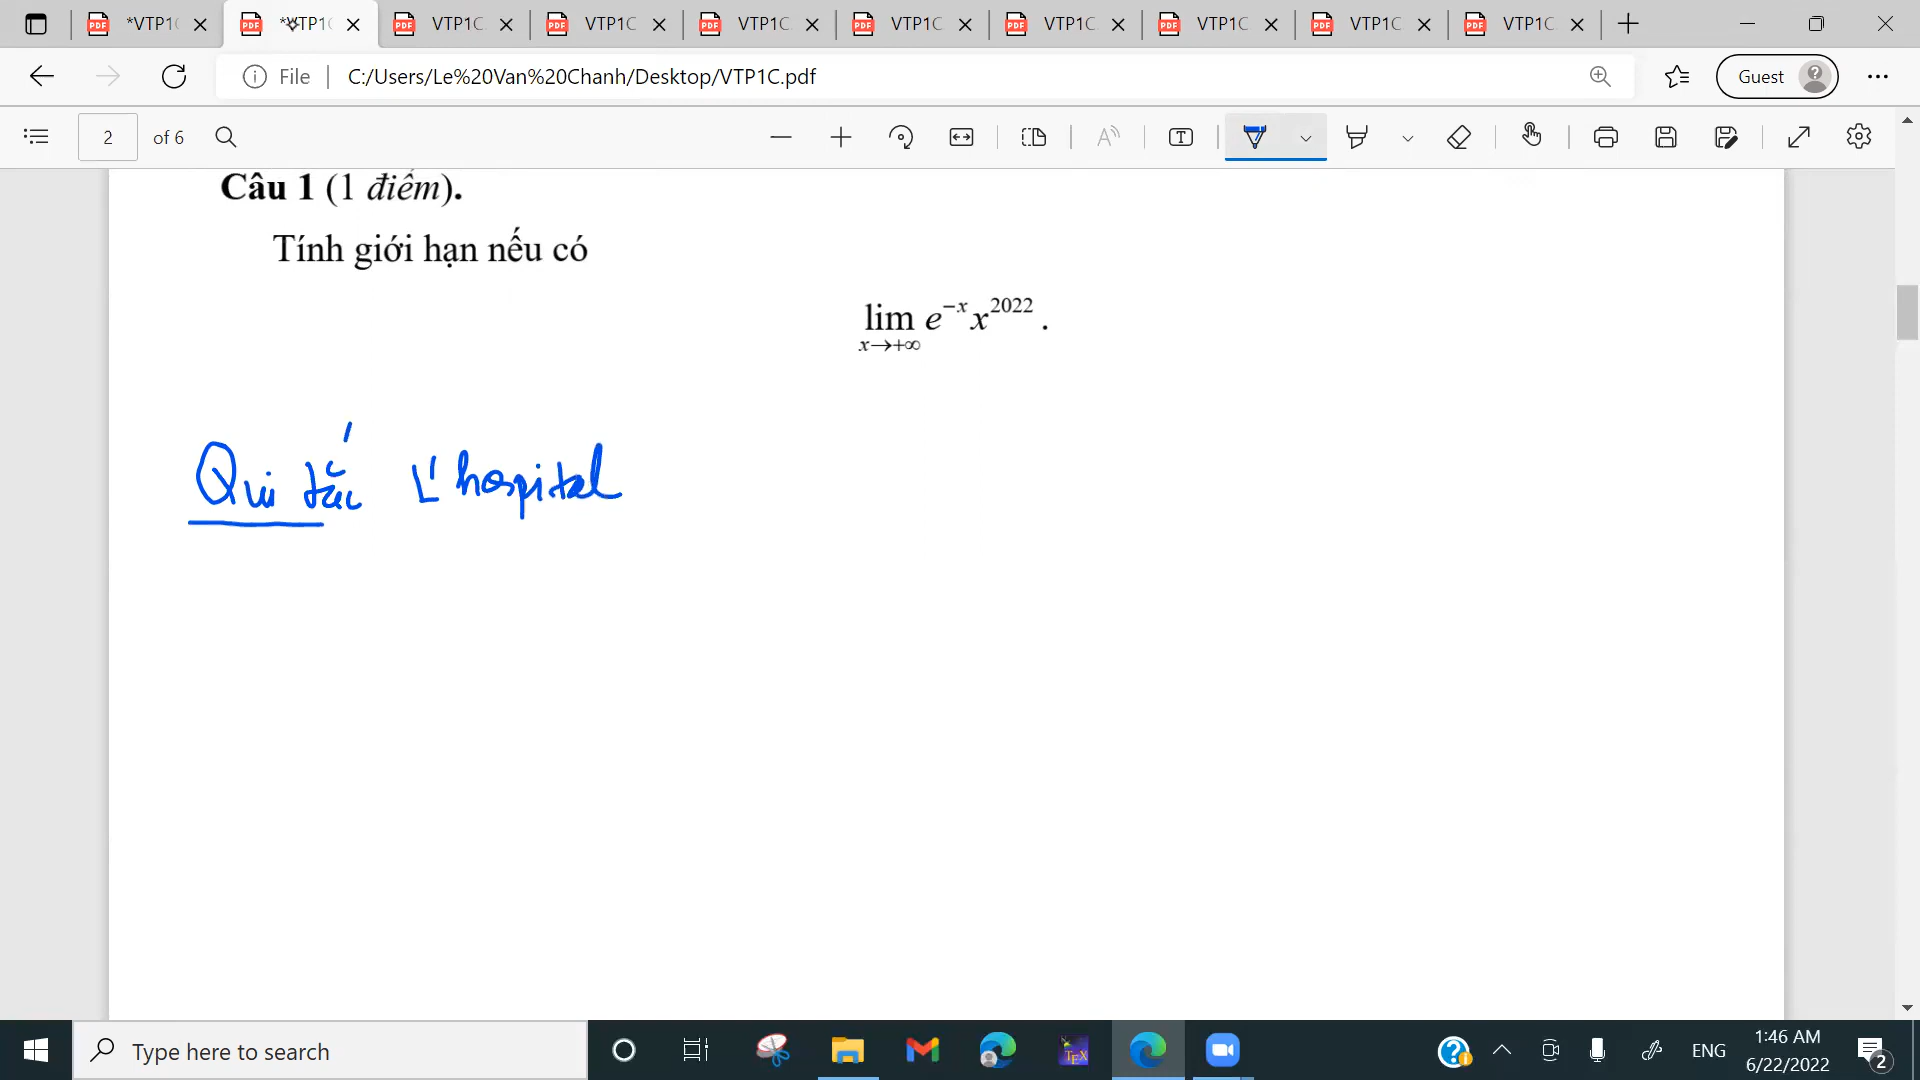 *VTP1C
*VTP1C
VTP1C
VTP1C
VTP1C
VTP1C
VTP1C
VTP1C
VTP1C
VTP1C
File
C:/Users/Le%20Van%20Chanh/Desktop/VTP1C.pdf
Guest
2 of 6
Câu 1 (1 điểm).
Tính giới hạn nếu có
lim e^{-x} x^{2022} .
x→+∞
Qui tắc L'hospital
Type here to search
ENG
1:46 AM
6/22/2022
2